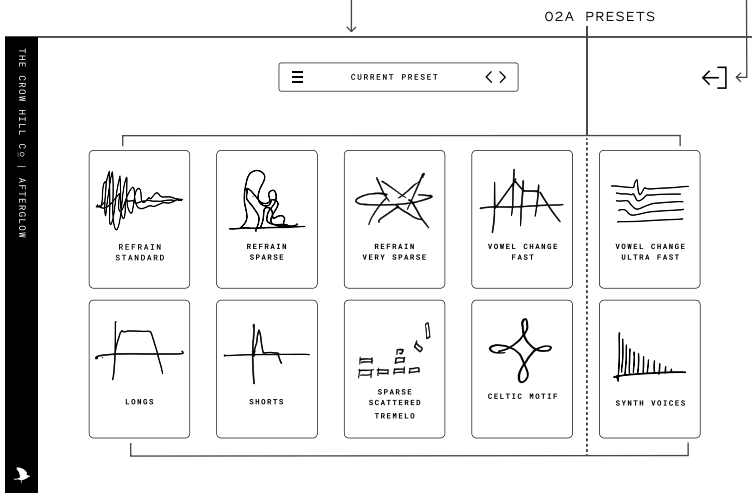 02A PRESETS
THE CROW HILL Co | AFTERGLOW
CURRENT PRESET
REFRAIN
STANDARD
REFRAIN
SPARSE
REFRAIN
VERY SPARSE
VOWEL CHANGE
FAST
VOWEL CHANGE
ULTRA FAST
LONGS
SHORTS
SPARSE
SCATTERED
TREMELO
CELTIC MOTIF
SYNTH VOICES